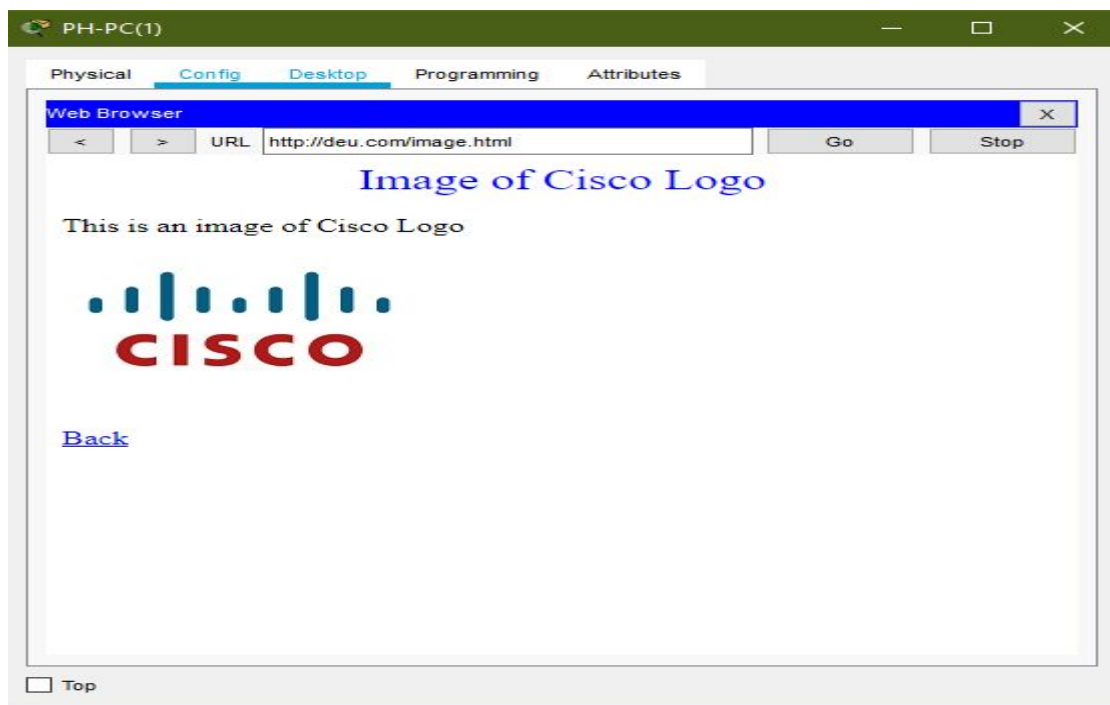 PH-PC(1)
Physical Config Desktop Programming Attributes
Web Browser X
< > URL http://deu.com/image.html Go Stop
Image of Cisco Logo
This is an image of Cisco Logo
CISCO
Back
Top